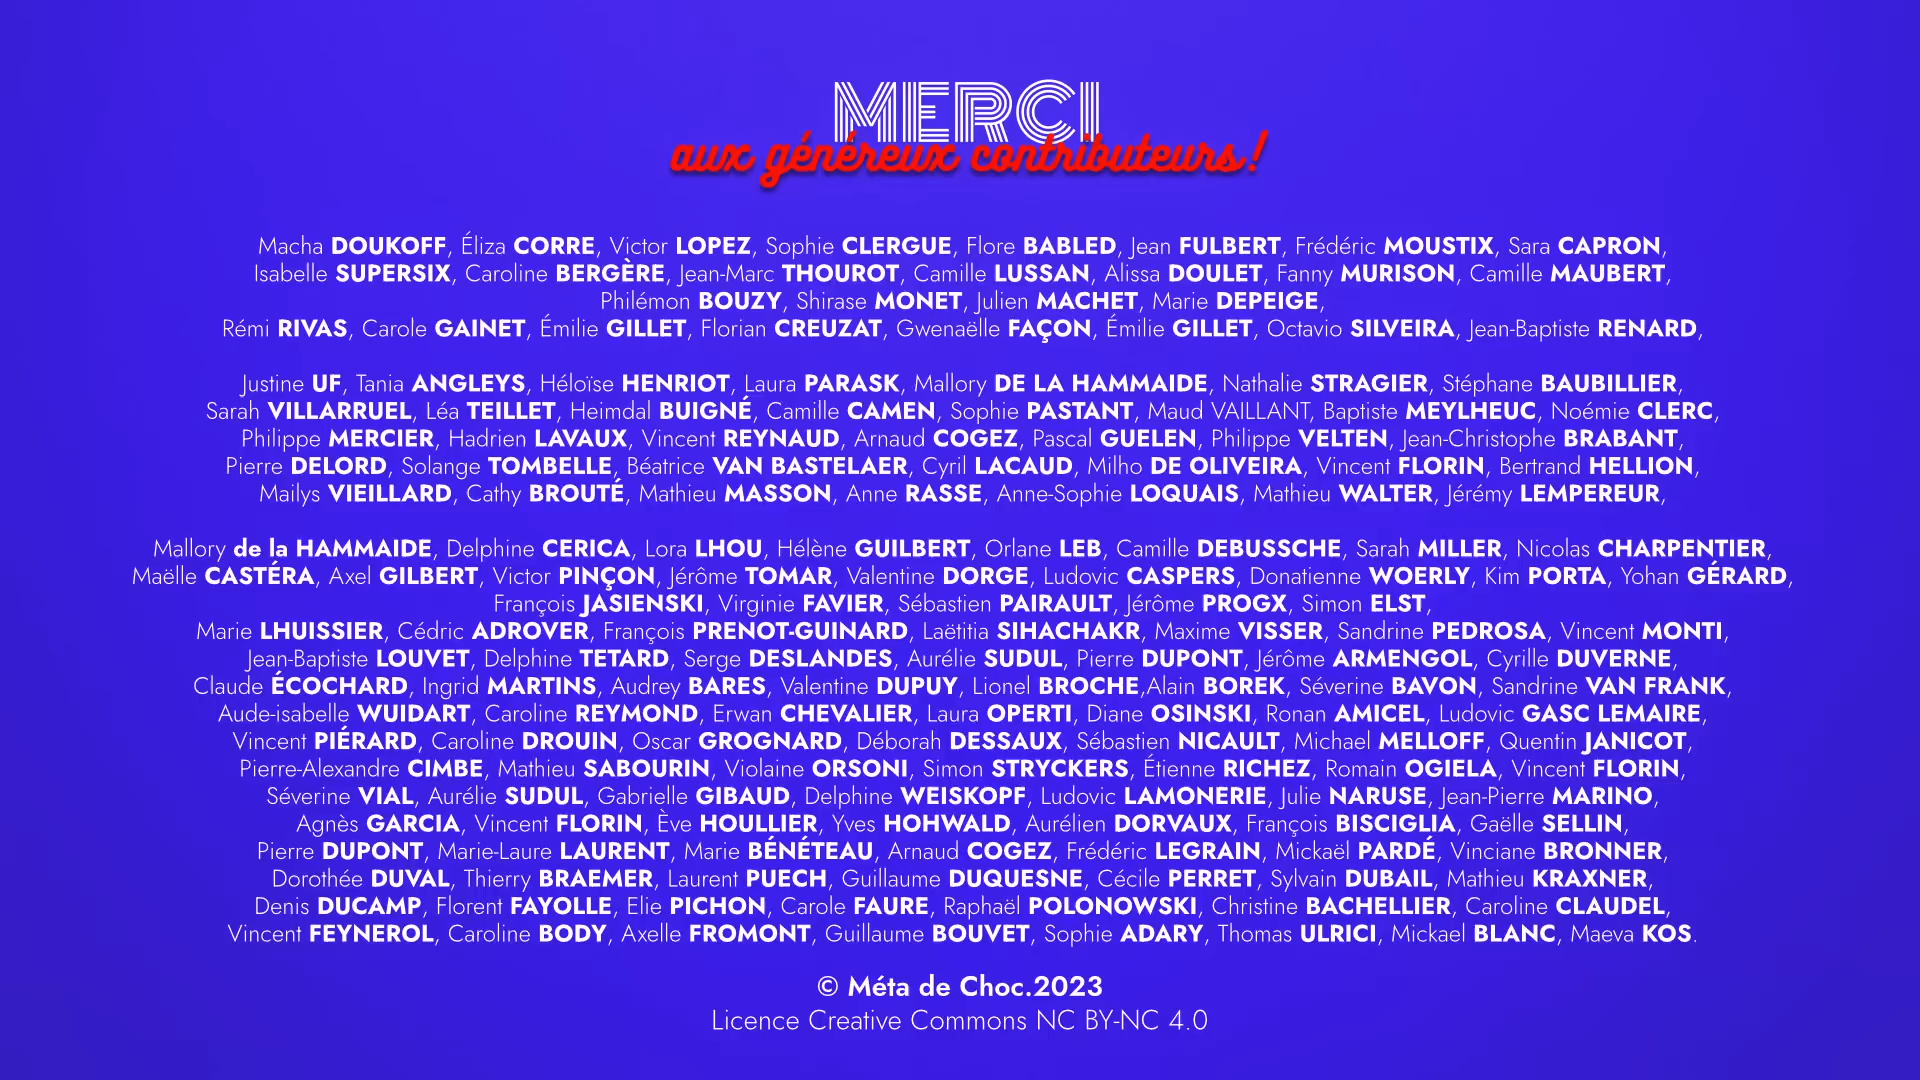 MERCI
aux généreux contributeurs !
Macha DOUKOFF, Éliza CORRE, Victor LOPEZ, Sophie CLERGUE, Flore BABLED, Jean FULBERT, Frédéric MOUSTIX, Sara CAPRON,
Isabelle SUPERSIX, Caroline BERGÈRE, Jean-Marc THOUROT, Camille LUSSAN, Alissa DOULET, Fanny MURISON, Camille MAUBERT,
Philémon BOUZY, Shirase MONET, Julien MACHET, Marie DEPEIGE,
Rémi RIVAS, Carole GAINET, Émilie GILLET, Florian CREUZAT, Gwenaëlle FAÇON, Émilie GILLET, Octavio SILVEIRA, Jean-Baptiste RENARD,
Justine UF, Tania ANGLEYS, Héloïse HENRIOT, Laura PARASK, Mallory DE LA HAMMAIDE, Nathalie STRAGIER, Stéphane BAUBILLIER,
Sarah VILLARRUEL, Léa TEILLET, Heimdal BUIGNÉ, Camille CAMEN, Sophie PASTANT, Maud VAILLANT, Baptiste MEYLHEUC, Noémie CLERC,
Philippe MERCIER, Hadrien LAVAUX, Vincent REYNAUD, Arnaud COGEZ, Pascal GUELEN, Philippe VELTEN, Jean-Christophe BRABANT,
Pierre DELORD, Solange TOMBELLE, Béatrice VAN BASTELAER, Cyril LACAUD, Milho DE OLIVEIRA, Vincent FLORIN, Bertrand HELLION,
Mailys VIEILLARD, Cathy BROUTÉ, Mathieu MASSON, Anne RASSE, Anne-Sophie LOQUAIS, Mathieu WALTER, Jérémy LEMPEREUR,
Mallory de la HAMMAIDE, Delphine CERICA, Lora LHOU, Hélène GUILBERT, Orlane LEB, Camille DEBUSSCHE, Sarah MILLER, Nicolas CHARPENTIER,
Maëlle CASTÉRA, Axel GILBERT, Victor PINÇON, Jérôme TOMAR, Valentine DORGE, Ludovic CASPERS, Donatienne WOERLY, Kim PORTA, Yohan GÉRARD,
François JASIENSKI, Virginie FAVIER, Sébastien PAIRAULT, Jérôme PROGX, Simon ELST,
Marie LHUISSIER, Cédric ADROVER, François PRENOT-GUINARD, Laëtitia SIHACHAKR, Maxime VISSER, Sandrine PEDROSA, Vincent MONTI,
Jean-Baptiste LOUVET, Delphine TETARD, Serge DESLANDES, Aurélie SUDUL, Pierre DUPONT, Jérôme ARMENGOL, Cyrille DUVERNE,
Claude ÉCOCHARD, Ingrid MARTINS, Audrey BARES, Valentine DUPUY, Lionel BROCHE,Alain BOREK, Séverine BAVON, Sandrine VAN FRANK,
Aude-isabelle WUIDART, Caroline REYMOND, Erwan CHEVALIER, Laura OPERTI, Diane OSINSKI, Ronan AMICEL, Ludovic GASC LEMAIRE,
Vincent PIÉRARD, Caroline DROUIN, Oscar GROGNARD, Déborah DESSAUX, Sébastien NICAULT, Michael MELLOFF, Quentin JANICOT,
Pierre-Alexandre CIMBE, Mathieu SABOURIN, Violaine ORSONI, Simon STRYCKERS, Étienne RICHEZ, Romain OGIELA, Vincent FLORIN,
Séverine VIAL, Aurélie SUDUL, Gabrielle GIBAUD, Delphine WEISKOPF, Ludovic LAMONERIE, Julie NARUSE, Jean-Pierre MARINO,
Agnès GARCIA, Vincent FLORIN, Ève HOULLIER, Yves HOHWALD, Aurélien DORVAUX, François BISCIGLIA, Gaëlle SELLIN,
Pierre DUPONT, Marie-Laure LAURENT, Marie BÉNÉTEAU, Arnaud COGEZ, Frédéric LEGRAIN, Mickaël PARDÉ, Vinciane BRONNER,
Dorothée DUVAL, Thierry BRAEMER, Laurent PUECH, Guillaume DUQUESNE, Cécile PERRET, Sylvain DUBAIL, Mathieu KRAXNER,
Denis DUCAMP, Florent FAYOLLE, Elie PICHON, Carole FAURE, Raphaël POLONOWSKI, Christine BACHELLIER, Caroline CLAUDEL,
Vincent FEYNEROL, Caroline BODY, Axelle FROMONT, Guillaume BOUVET, Sophie ADARY, Thomas ULRICI, Mickael BLANC, Maeva KOS.
© Méta de Choc.2023
Licence Creative Commons NC BY-NC 4.0